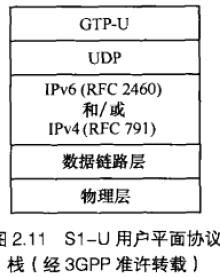 GTP-U
UDP
IPv6 (RFC 2460)
和/或
IPv4 (RFC 791)
数据链路层
物理层
图 2.11 S1-U 用户平面协议
栈（经 3GPP 准许转载）